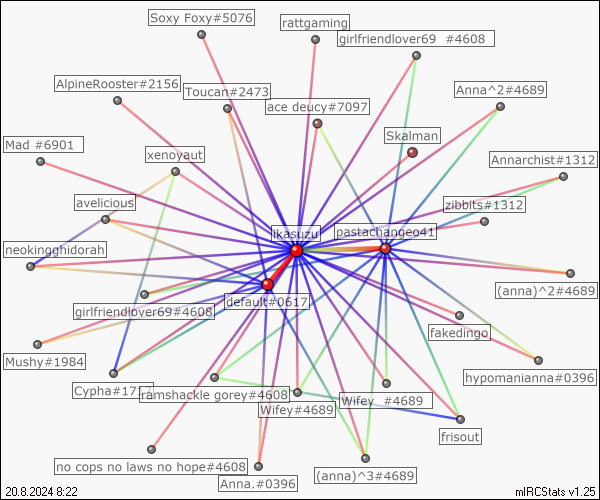 Soxy Foxy#5076
rattgaming
girlfriendlover69 #4608
AlpineRooster#2156
Toucan#2473
Anna^2#4689
ace deucy#7097
Mad #6901
Skalman
xenoyaut
Annarchist#1312
avelicious
zibbits#1312
ikasuzu
pastachangeo41
neokingghidorah
(anna)^2#4689
default#0617
girlfriendlover69#4608
fakedingo
Mushy#1984
hypomanianna#0396
Cypha#1717
ramshackle gorey#4608
Wifey #4689
Wifey#4689
frisout
no cops no laws no hope#4608
(anna)^3#4689
Anna.#0396
20.8.2024 8:22
mIRCStats v1.25